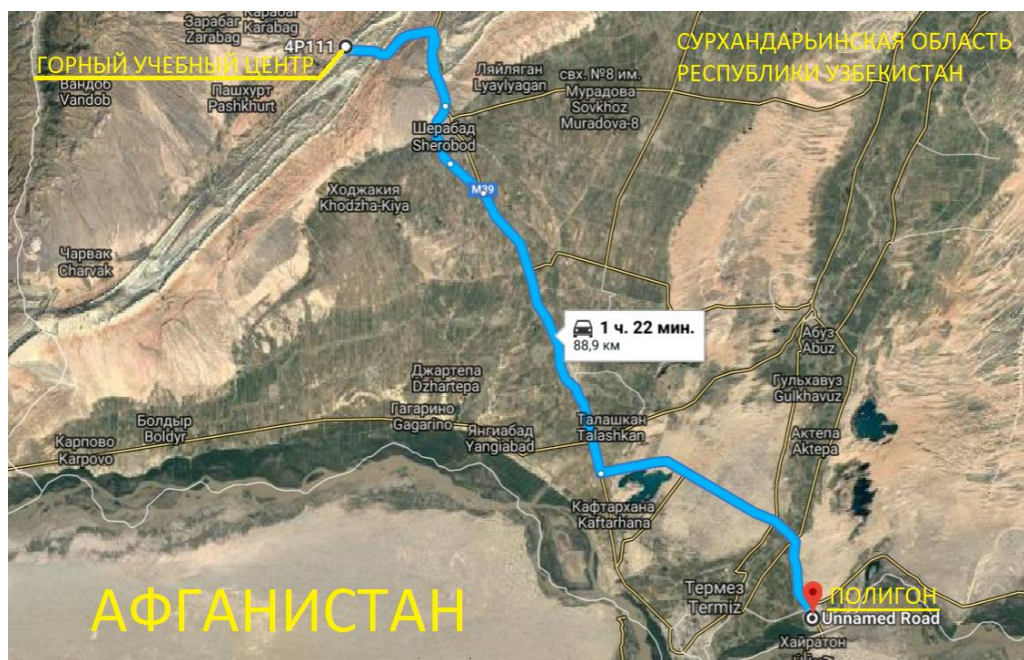 Карабаг
Зарабаг
Karabag
Zarabag
4P111
СУРХАНДАРЬИНСКАЯ ОБЛАСТЬ
РЕСПУБЛИКИ УЗБЕКИСТАН
ГОРНЫЙ УЧЕБНЫЙ ЦЕНТР
Вандоб
Vandob
Пашхурт
Pashkhurt
Ляйляган
Lyaylyagan
свх. №8 им.
Мурадова
Sovkhoz
Muradova-8
Шерабад
Sherobod
M39
Ходжакия
Khodzha-Kiya
Чарвак
Charvak
1 ч. 22 мин.
88,9 км
Абуз
Abuz
Джартепа
Dzhartepa
Гульхавуз
Gulkhavuz
Гагарино
Gagarino
Болдыр
Boldyr
Янгиабад
Yangiabad
Талашкан
Talashkan
Актепа
Aktepa
Карпово
Karpovo
Кафтархана
Kaftarhana
АФГАНИСТАН
Термез
Termiz
ПОЛИГОН
Unnamed Road
Хайратон